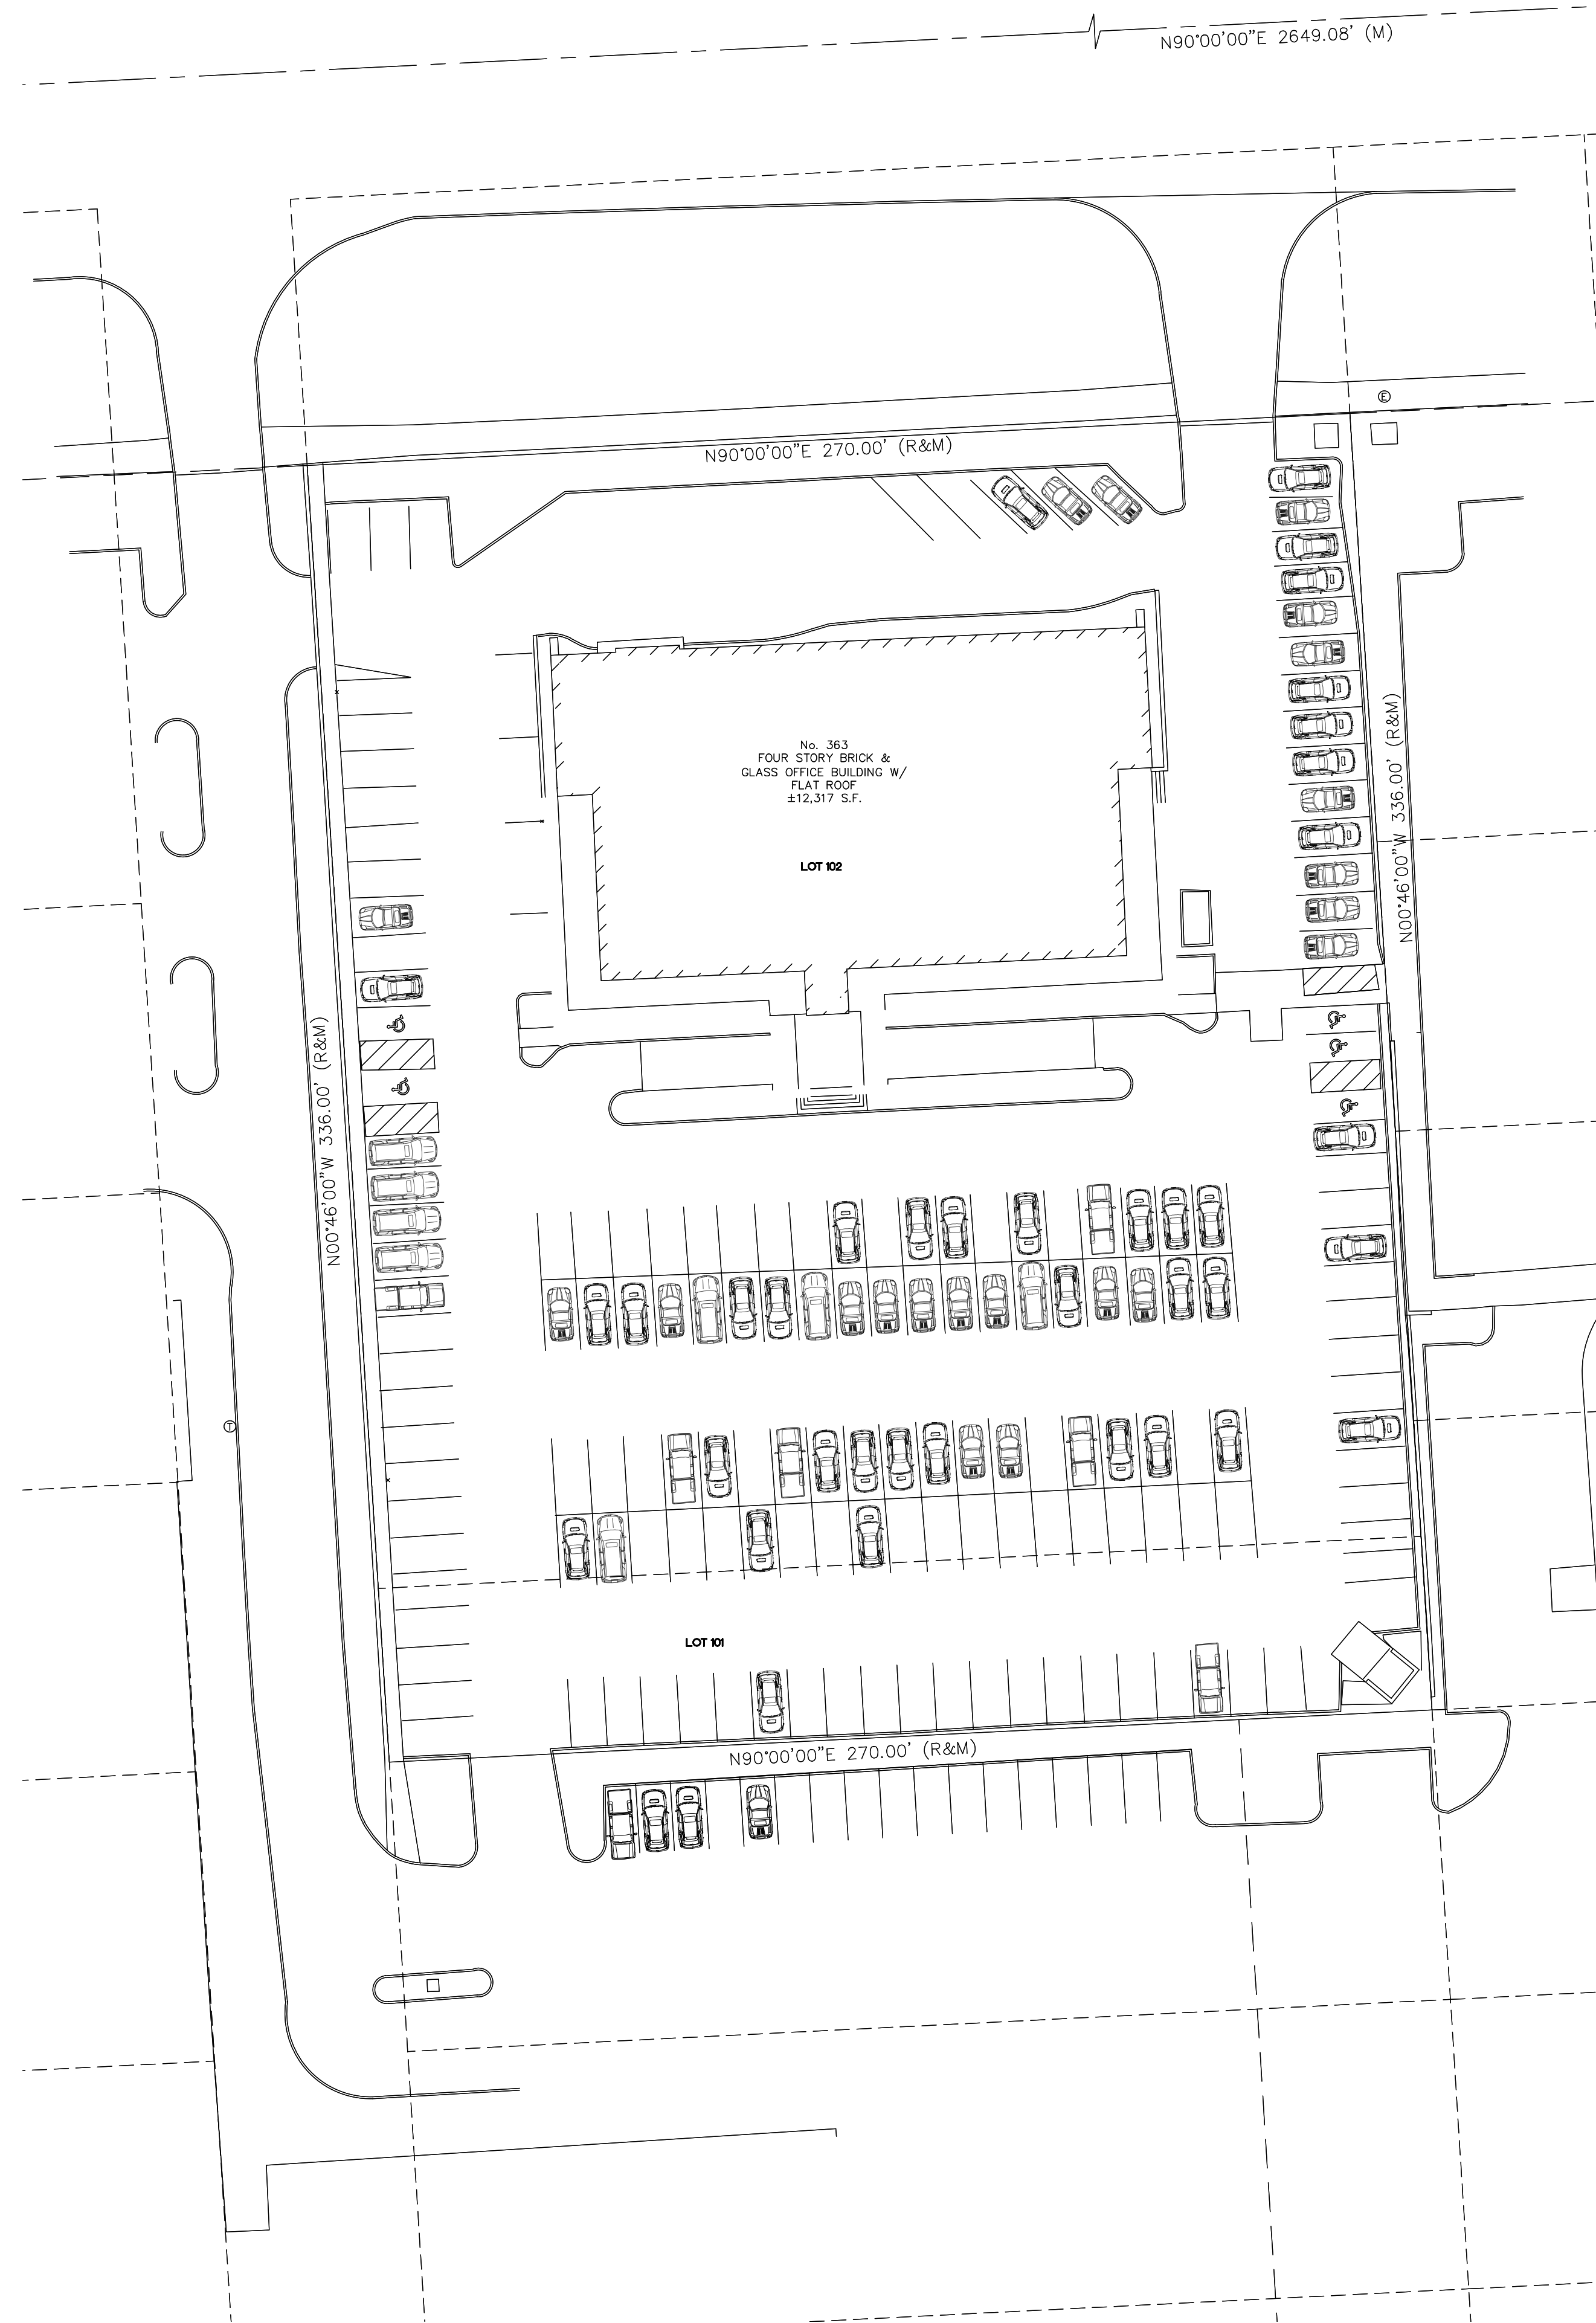 N90°00'00"E 2649.08' (M)
E
N90°00'00"E 270.00' (R&M)
N00°46'00"W 336.00' (R&M)
No. 363
FOUR STORY BRICK &
GLASS OFFICE BUILDING W/
FLAT ROOF
±12,317 S.F.
LOT 102
N00°46'00"W 336.00' (R&M)
T
LOT 101
N90°00'00"E 270.00' (R&M)